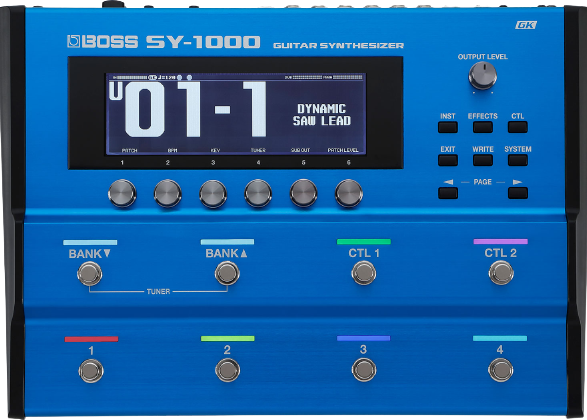 GK
BOSS SY-1000 GUITAR SYNTHESIZER
OUTPUT LEVEL
U01-1
DYNAMIC
SAW LEAD
PATCH BPM KEY TUNER SUB OUT PATCH LEVEL
1 2 3 4 5 6
INST EFFECTS CTL
EXIT WRITE SYSTEM
◄ PAGE ►
BANK▼ BANK▲ CTL 1 CTL 2
TUNER
1 2 3 4